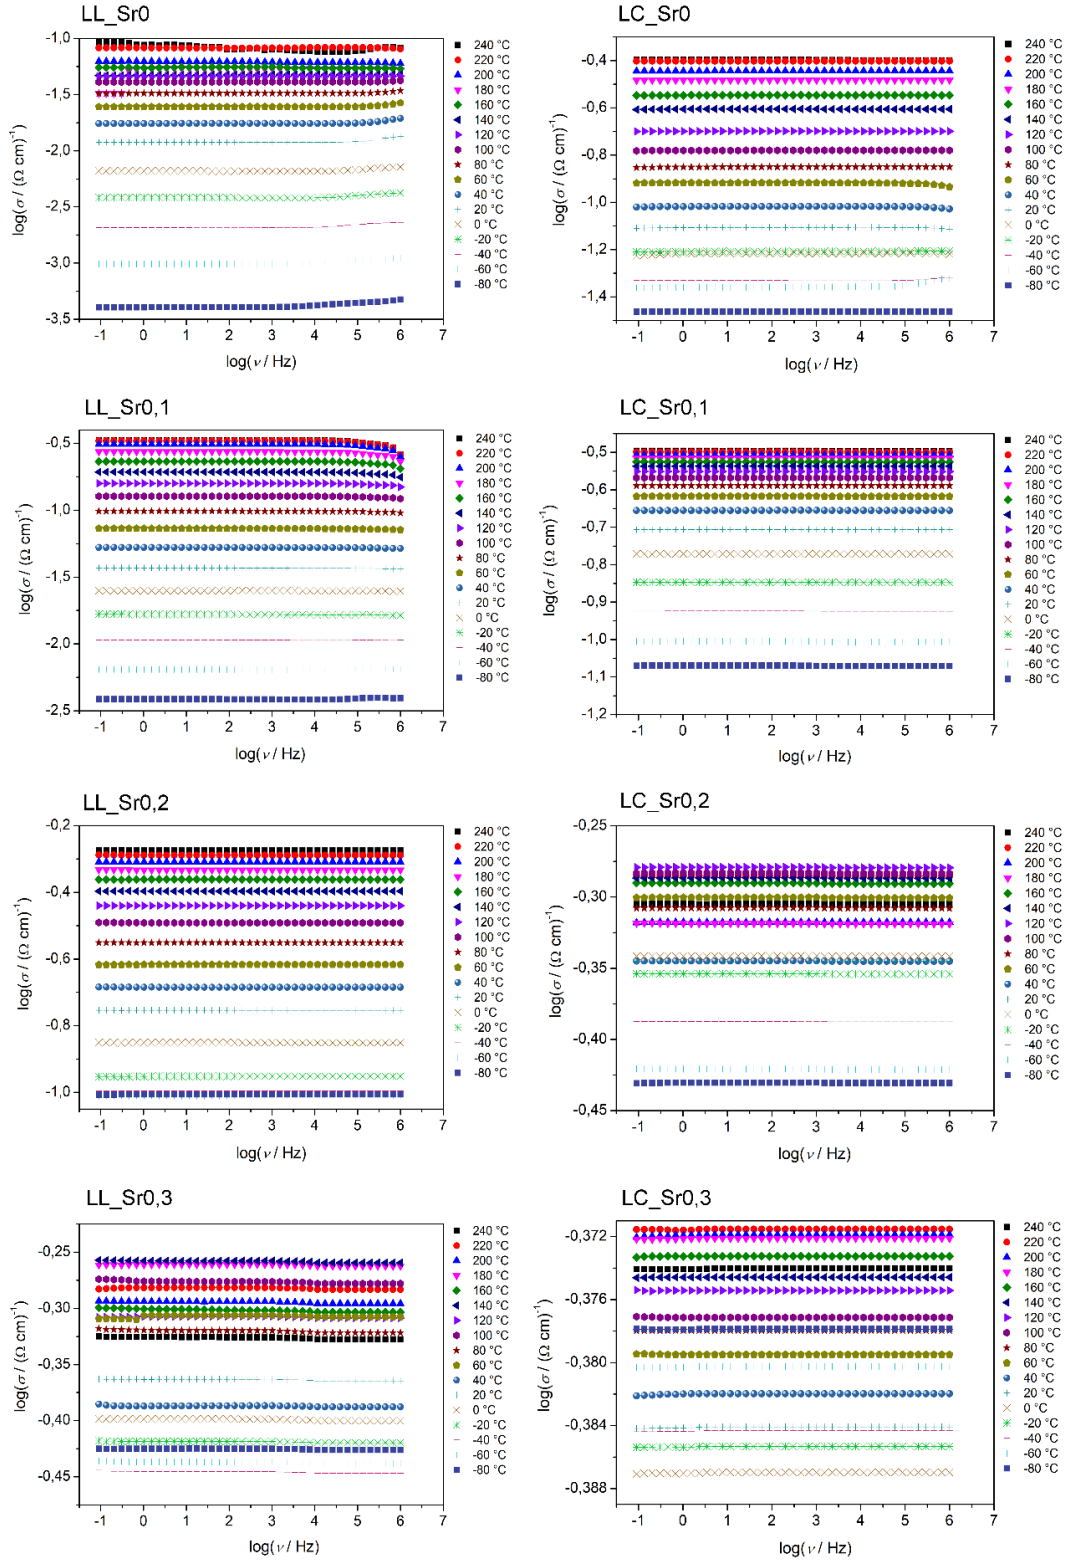 LL_Sr0
log(σ / (Ω cm)⁻¹)
-1,0
-1,5
-2,0
-2,5
-3,0
-3,5
-1 0 1 2 3 4 5 6 7
log(ν / Hz)
240 °C
220 °C
200 °C
180 °C
160 °C
140 °C
120 °C
100 °C
80 °C
60 °C
40 °C
20 °C
0 °C
-20 °C
-40 °C
-60 °C
-80 °C
LC_Sr0
log(σ / (Ω cm)⁻¹)
-0,4
-0,6
-0,8
-1,0
-1,2
-1,4
-1 0 1 2 3 4 5 6 7
log(ν / Hz)
240 °C
220 °C
200 °C
180 °C
160 °C
140 °C
120 °C
100 °C
80 °C
60 °C
40 °C
20 °C
0 °C
-20 °C
-40 °C
-60 °C
-80 °C
LL_Sr0,1
log(σ / (Ω cm)⁻¹)
-0,5
-1,0
-1,5
-2,0
-2,5
-1 0 1 2 3 4 5 6 7
log(ν / Hz)
240 °C
220 °C
200 °C
180 °C
160 °C
140 °C
120 °C
100 °C
80 °C
60 °C
40 °C
20 °C
0 °C
-20 °C
-40 °C
-60 °C
-80 °C
LC_Sr0,1
log(σ / (Ω cm)⁻¹)
-0,5
-0,6
-0,7
-0,8
-0,9
-1,0
-1,1
-1,2
-1 0 1 2 3 4 5 6 7
log(ν / Hz)
240 °C
220 °C
200 °C
180 °C
160 °C
140 °C
120 °C
100 °C
80 °C
60 °C
40 °C
20 °C
0 °C
-20 °C
-40 °C
-60 °C
-80 °C
LL_Sr0,2
log(σ / (Ω cm)⁻¹)
-0,2
-0,4
-0,6
-0,8
-1,0
-1 0 1 2 3 4 5 6 7
log(ν / Hz)
240 °C
220 °C
200 °C
180 °C
160 °C
140 °C
120 °C
100 °C
80 °C
60 °C
40 °C
20 °C
0 °C
-20 °C
-40 °C
-60 °C
-80 °C
LC_Sr0,2
log(σ / (Ω cm)⁻¹)
-0,25
-0,30
-0,35
-0,40
-0,45
-1 0 1 2 3 4 5 6 7
log(ν / Hz)
240 °C
220 °C
200 °C
180 °C
160 °C
140 °C
120 °C
100 °C
80 °C
60 °C
40 °C
20 °C
0 °C
-20 °C
-40 °C
-60 °C
-80 °C
LL_Sr0,3
log(σ / (Ω cm)⁻¹)
-0,25
-0,30
-0,35
-0,40
-0,45
-1 0 1 2 3 4 5 6 7
log(ν / Hz)
240 °C
220 °C
200 °C
180 °C
160 °C
140 °C
120 °C
100 °C
80 °C
60 °C
40 °C
20 °C
0 °C
-20 °C
-40 °C
-60 °C
-80 °C
LC_Sr0,3
log(σ / (Ω cm)⁻¹)
-0,372
-0,376
-0,380
-0,384
-0,388
-1 0 1 2 3 4 5 6 7
log(ν / Hz)
240 °C
220 °C
200 °C
180 °C
160 °C
140 °C
120 °C
100 °C
80 °C
60 °C
40 °C
20 °C
0 °C
-20 °C
-40 °C
-60 °C
-80 °C